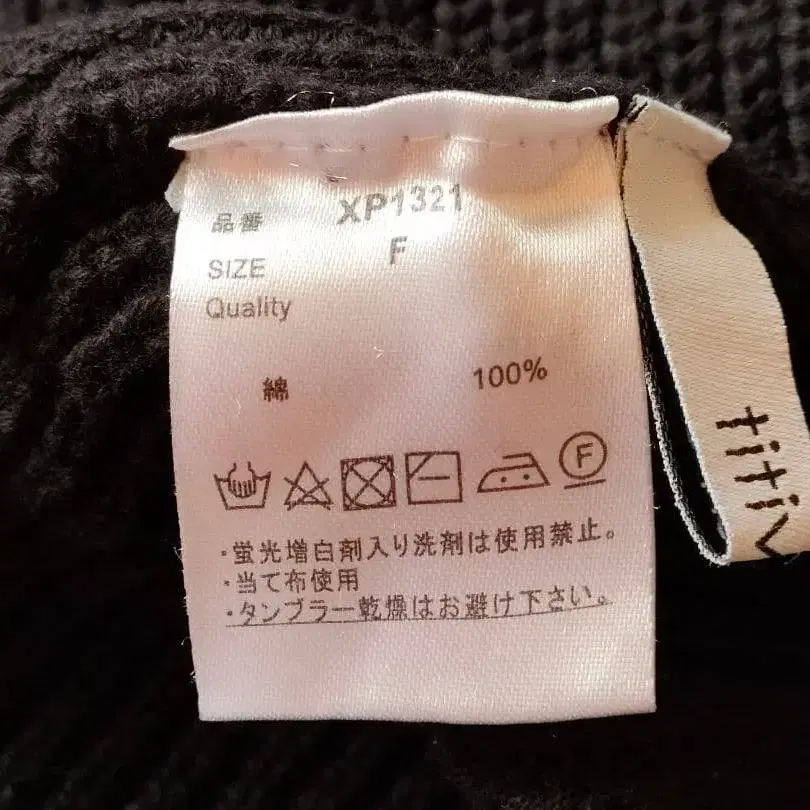 品番 XP1321
SIZE F
Quality
綿 100%
F
・蛍光増白剤入り洗剤は使用禁止。
・当て布使用
・タンブラー乾燥はお避け下さい。
titiv